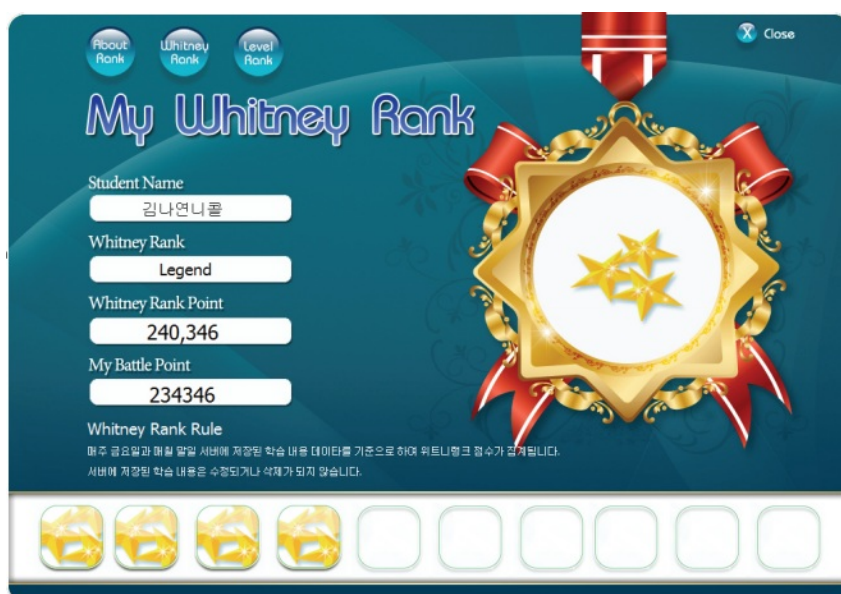 About Rank
Whitney Rank
Level Rank
X Close
My Whitney Rank
Student Name
김나연니콜
Whitney Rank
Legend
Whitney Rank Point
240,346
My Battle Point
234346
Whitney Rank Rule
매주 금요일과 매월 말일 서버에 저장된 학습 내용 데이타를 기준으로 하여 위트니랭크 점수가 집계됩니다.
서버에 저장된 학습 내용은 수정되거나 삭제가 되지 않습니다.